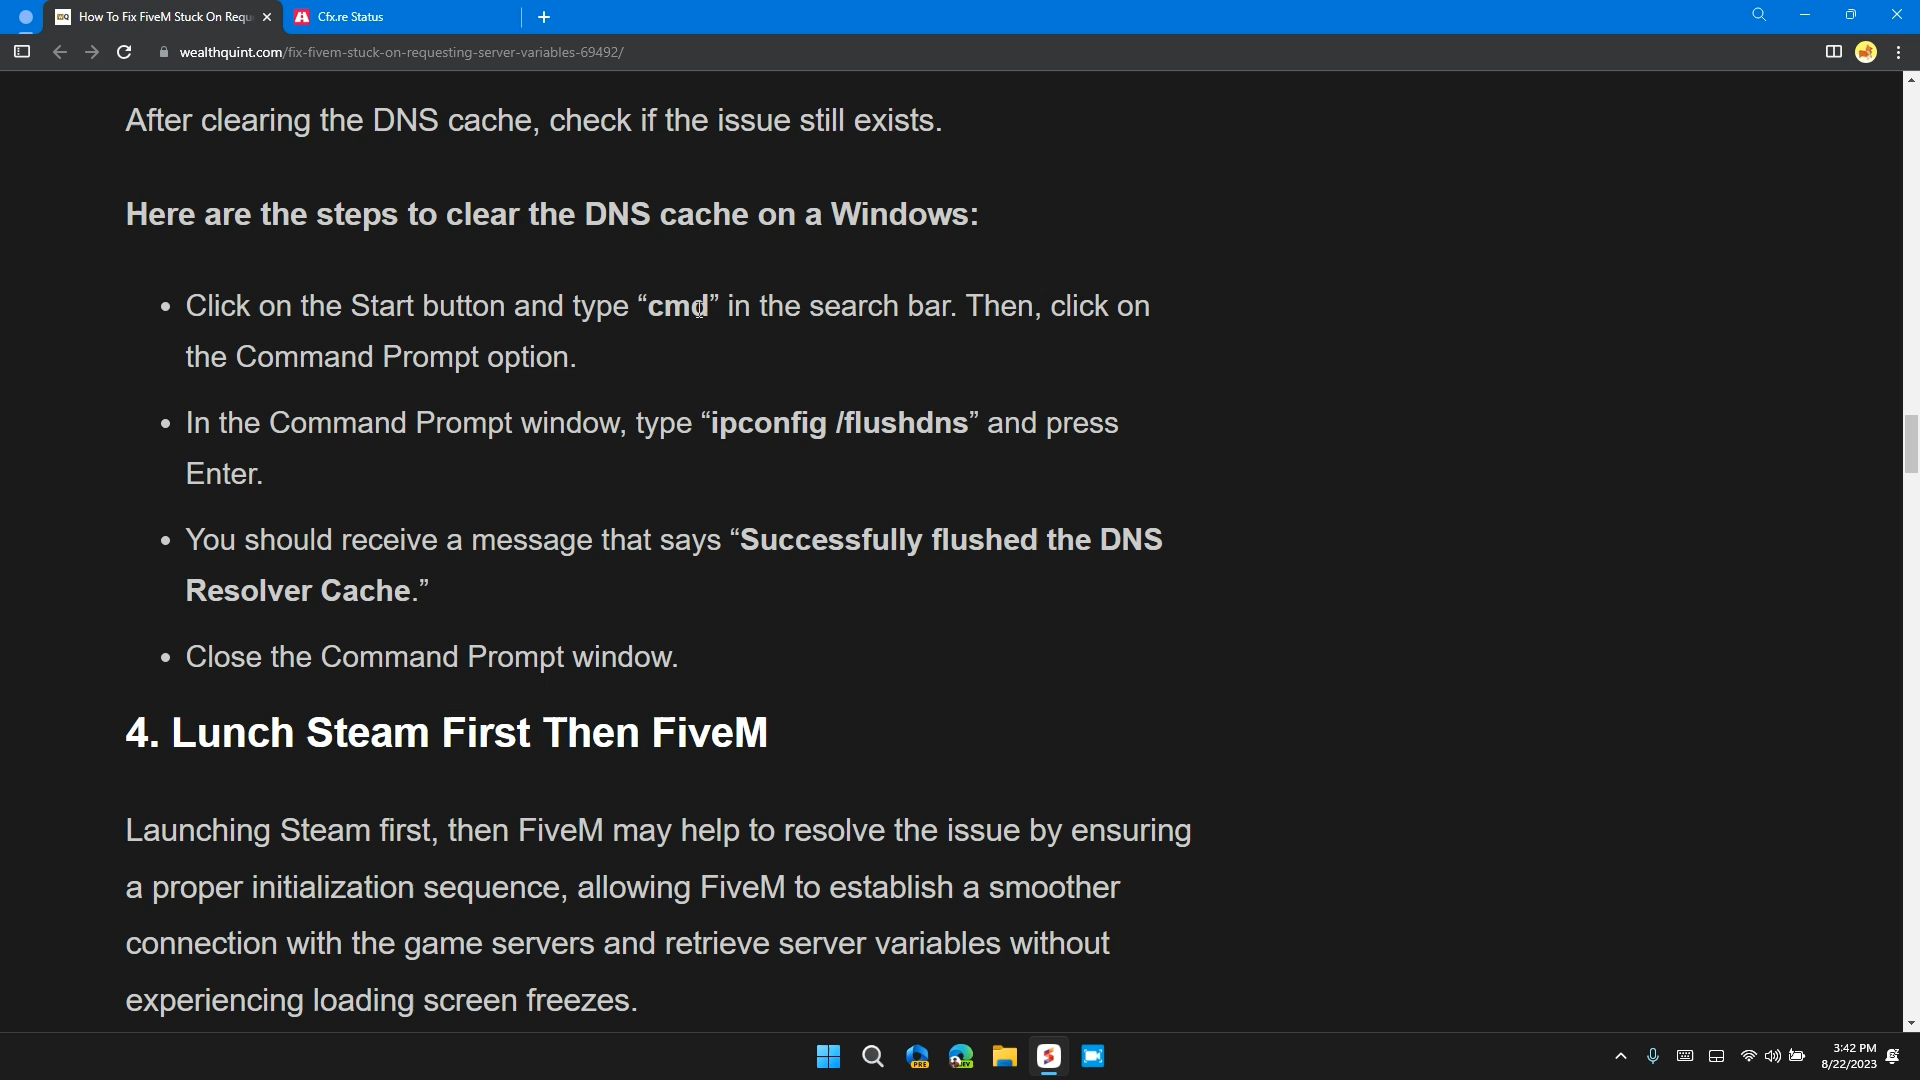 How To Fix FiveM Stuck On Requ
Cfx.re Status
wealthquint.com/fix-fivem-stuck-on-requesting-server-variables-69492/
After clearing the DNS cache, check if the issue still exists.
Here are the steps to clear the DNS cache on a Windows:
• Click on the Start button and type “cmd” in the search bar. Then, click on
the Command Prompt option.
• In the Command Prompt window, type “ipconfig /flushdns” and press
Enter.
• You should receive a message that says “Successfully flushed the DNS
Resolver Cache.”
• Close the Command Prompt window.
4. Lunch Steam First Then FiveM
Launching Steam first, then FiveM may help to resolve the issue by ensuring
a proper initialization sequence, allowing FiveM to establish a smoother
connection with the game servers and retrieve server variables without
experiencing loading screen freezes.
PRE
3:42 PM
8/22/2023